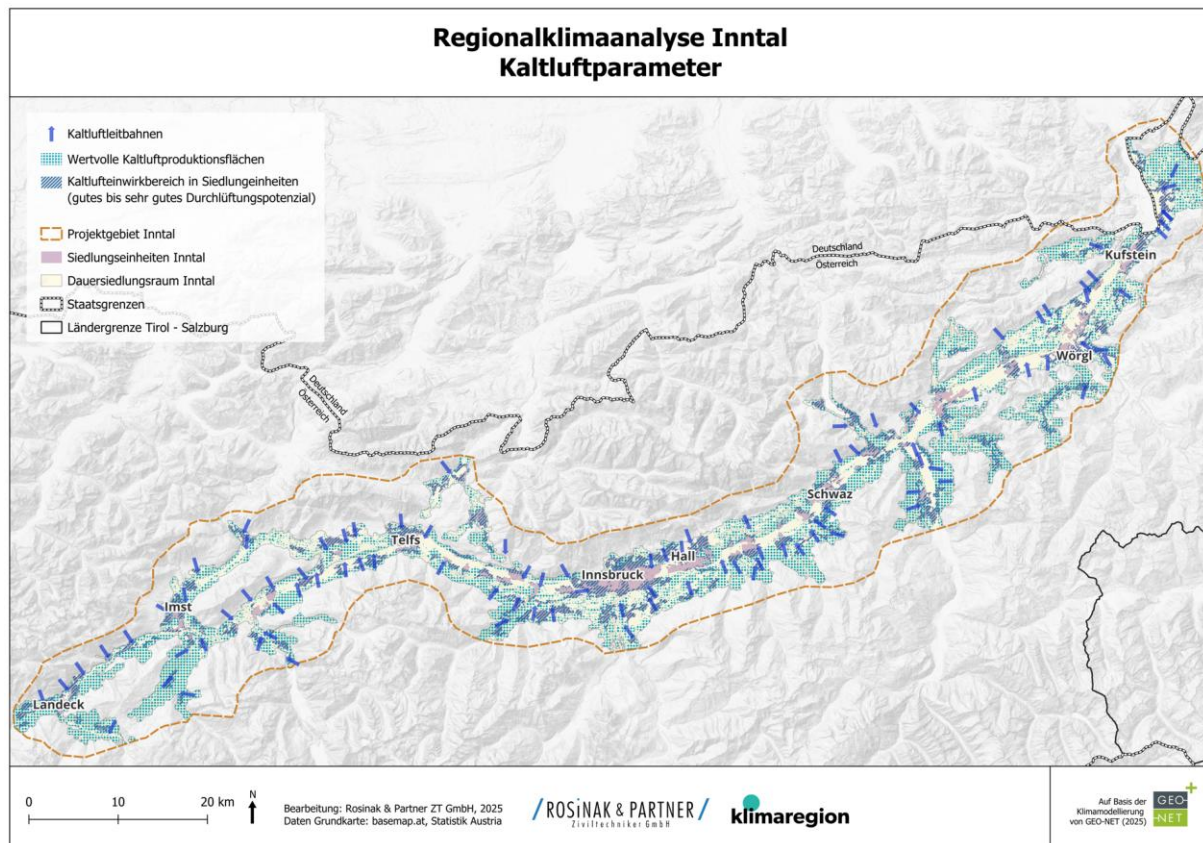 Regionalklimaanalyse Inntal
Kaltluftparameter
Kaltluftleitbahnen
Wertvolle Kaltluftproduktionsflächen
Kaltlufteinwirkbereich in Siedlungseinheiten
(gutes bis sehr gutes Durchlüftungspotenzial)
Projektgebiet Inntal
Siedlungseinheiten Inntal
Dauersiedlungsraum Inntal
Staatsgrenzen
Ländergrenze Tirol - Salzburg
Deutschland
Österreich
Kufstein
Wörgl
Deutschland
Österreich
Schwaz
Telfs
Hall
Innsbruck
Imst
Landeck
0 10 20 km
N
Bearbeitung: Rosinak & Partner ZT GmbH, 2025
Daten Grundkarte: basemap.at, Statistik Austria
ROSiNAK & PARTNER
Ziviltechniker GmbH
klimaregion
Auf Basis der
Klimamodellierung
von GEO-NET (2025)
GEO-
NET